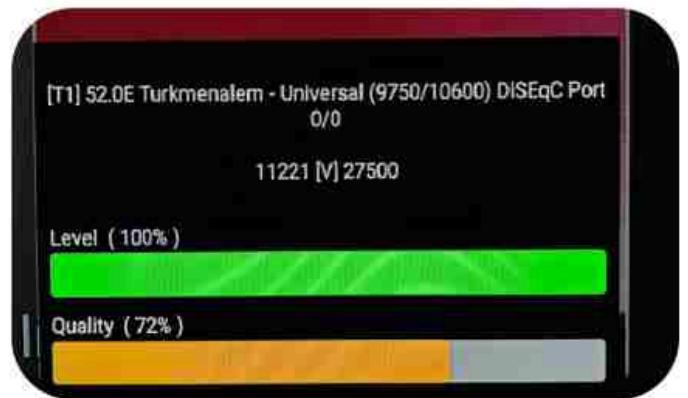 [T1] 52.0E Turkmenalem - Universal (9750/10600) DiSEqC Port
0/0
11221 [V] 27500
Level ( 100% )
Quality ( 72% )